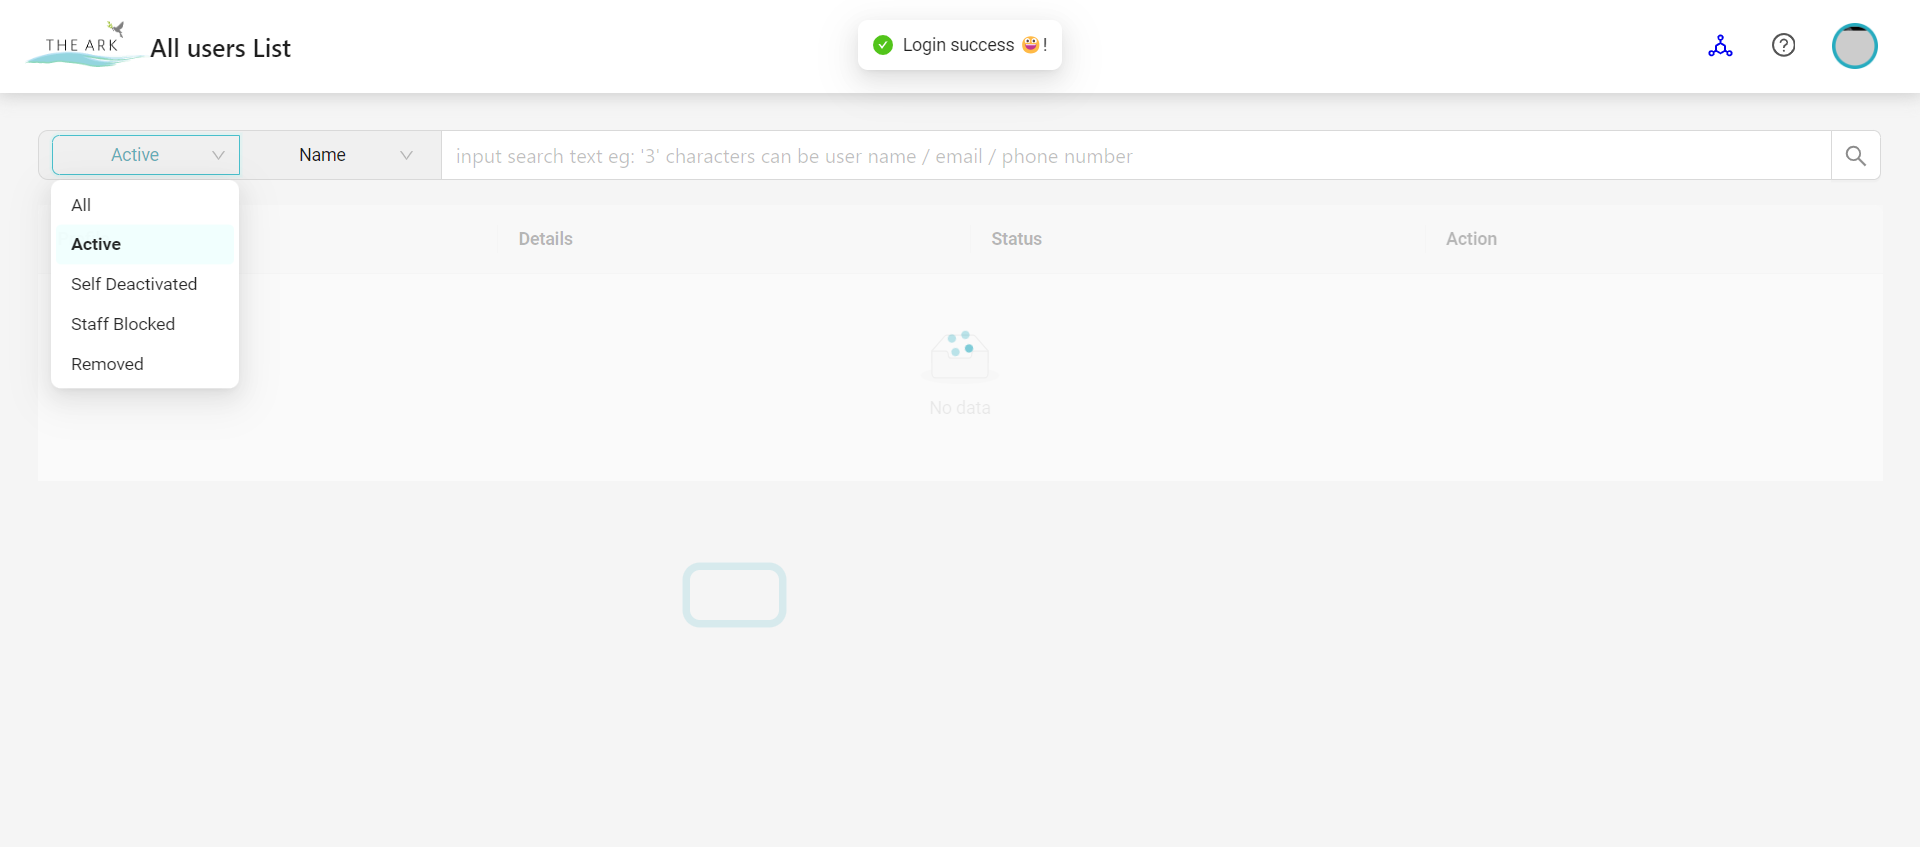 THE ARK
All users List
Login success 😀!
Active
Name
input search text eg: '3' characters can be user name / email / phone number
All
Active
Self Deactivated
Staff Blocked
Removed
Details
Status
Action
No data